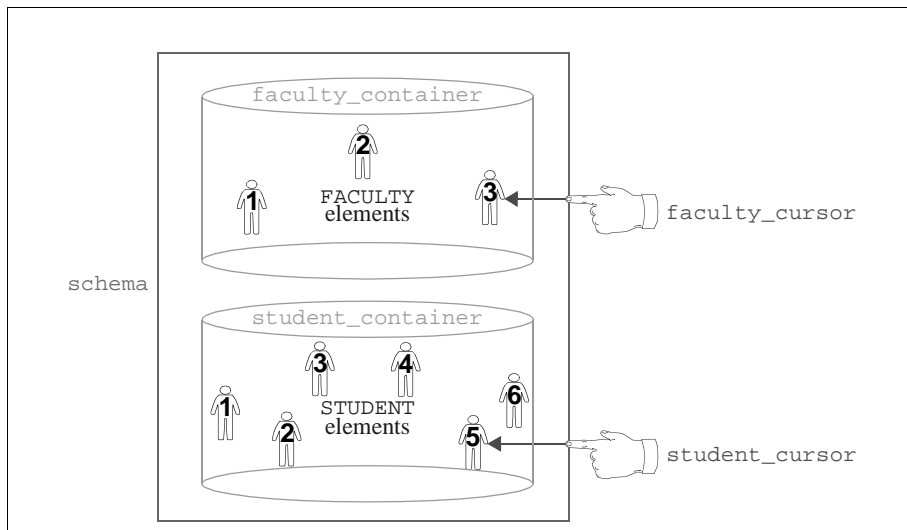 faculty_container
2
1
3
FACULTY
elements
faculty_cursor
schema
student_container
3
4
1
6
STUDENT
elements
2
5
student_cursor